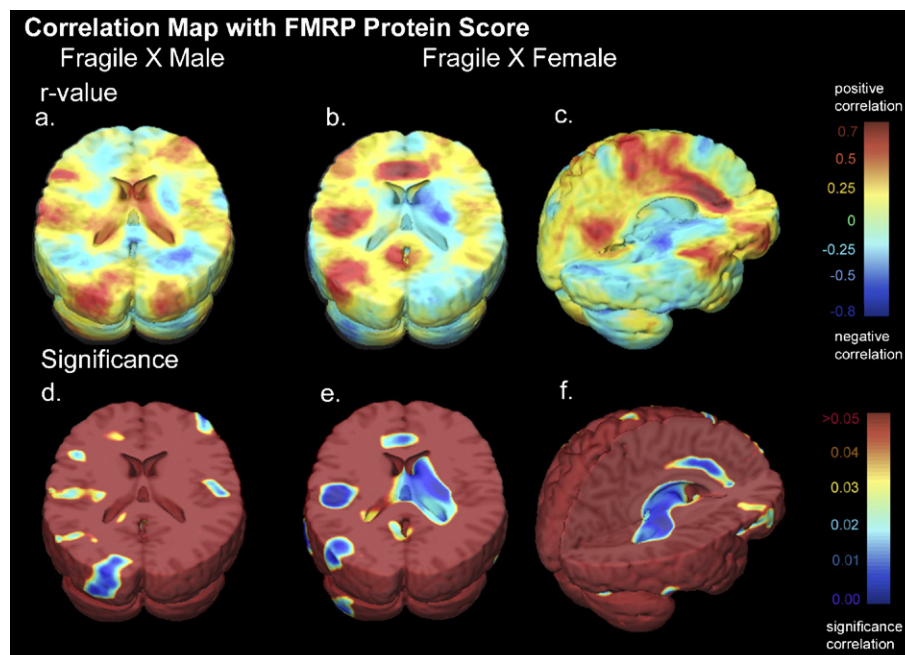 Correlation Map with FMRP Protein Score
Fragile X Male
Fragile X Female
r-value
a.
b.
c.
positive
correlation
0.7
0.5
0.25
0
-0.25
-0.5
-0.8
negative
correlation
Significance
d.
e.
f.
>0.05
0.04
0.03
0.02
0.01
0.00
significance
correlation